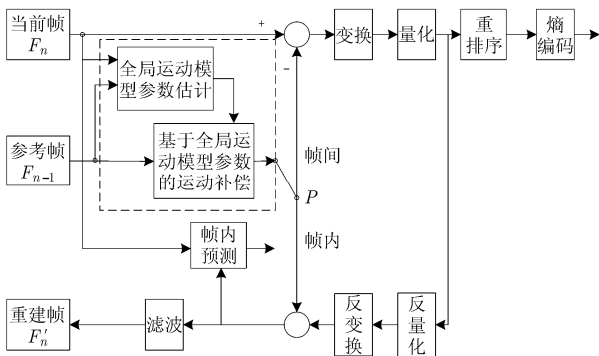 当前帧
Fn
+
变换
量化
重
排序
熵
编码
全局运动模
型参数估计
-
参考帧
Fn-1
基于全局运
动模型参数
的运动补偿
帧间
P
帧内
预测
帧内
重建帧
F′n
滤波
反
变
换
反
量
化